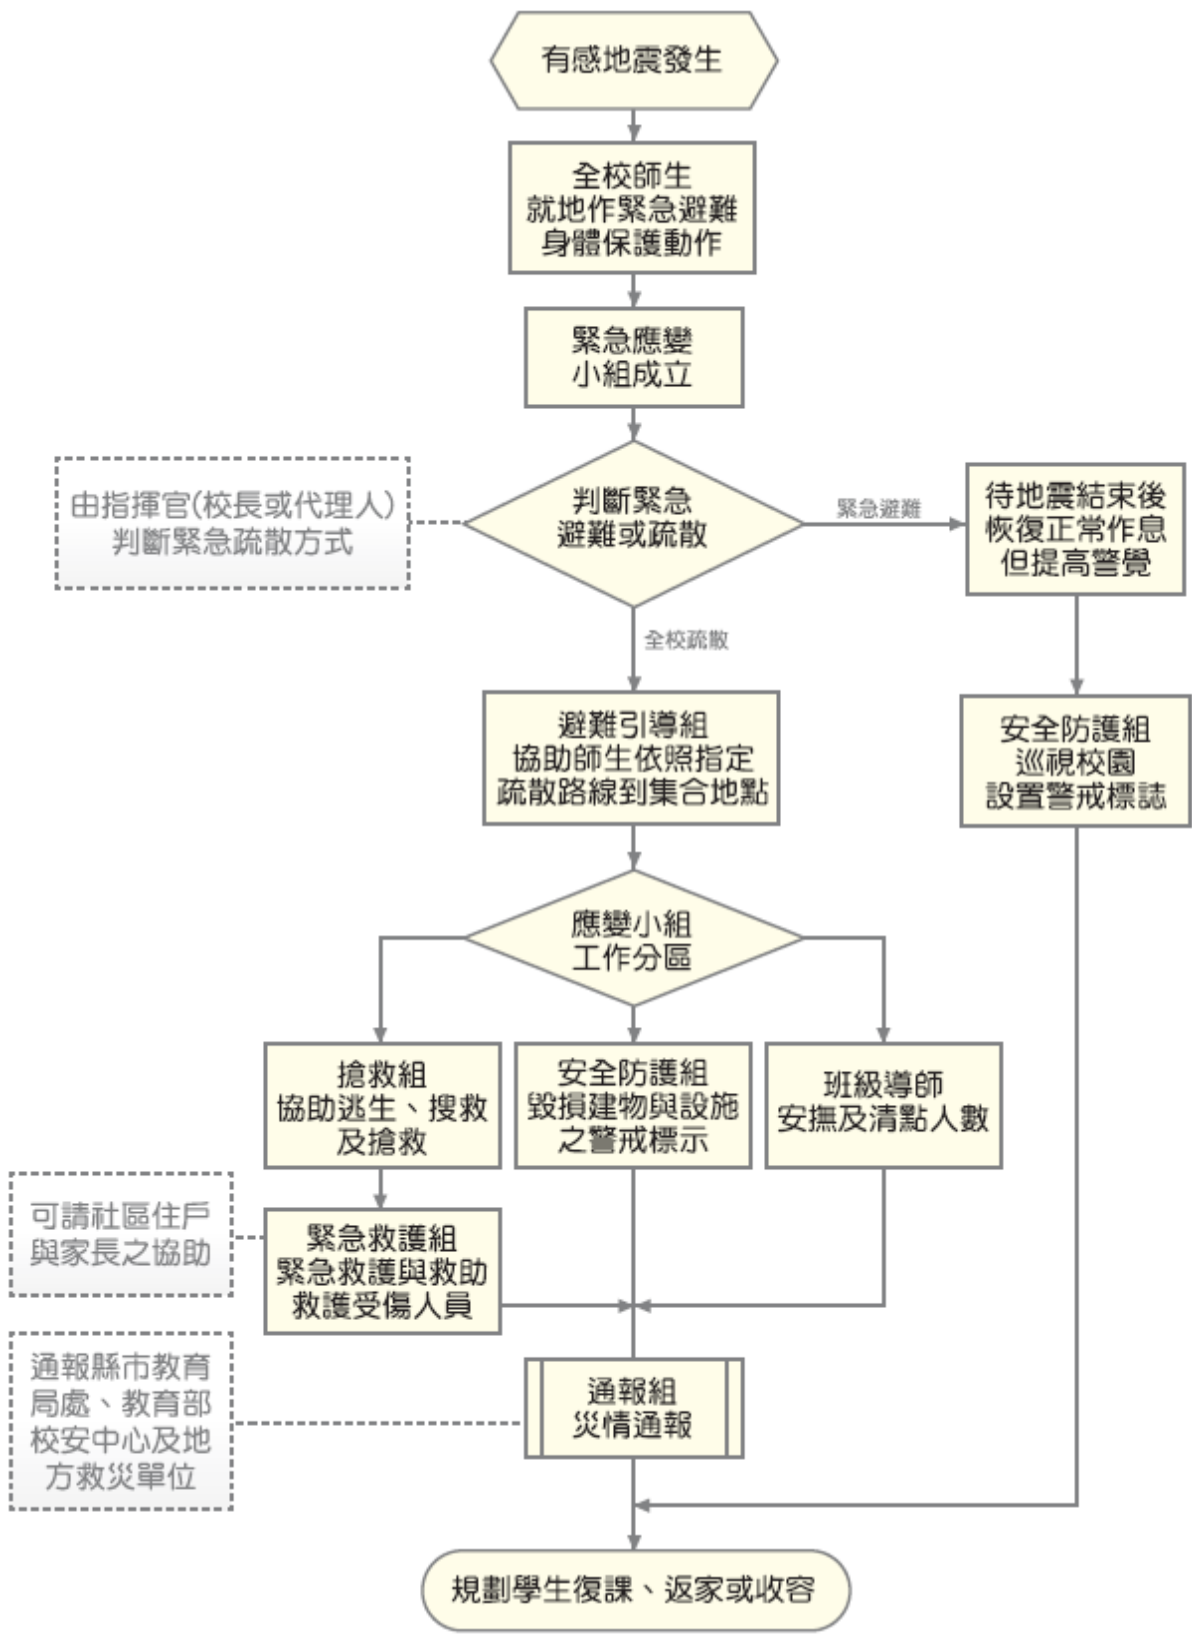 有感地震發生
全校師生
就地作緊急避難
身體保護動作
緊急應變
小組成立
由指揮官(校長或代理人)
判斷緊急疏散方式
判斷緊急
避難或疏散
緊急避難
待地震結束後
恢復正常作息
但提高警覺
全校疏散
避難引導組
協助師生依照指定
疏散路線到集合地點
安全防護組
巡視校園
設置警戒標誌
應變小組
工作分區
搶救組
協助逃生、搜救
及搶救
安全防護組
毀損建物與設施
之警戒標示
班級導師
安撫及清點人數
可請社區住戶
與家長之協助
緊急救護組
緊急救護與救助
救護受傷人員
通報縣市教育
局處、教育部
校安中心及地
方救災單位
通報組
災情通報
規劃學生復課、返家或收容